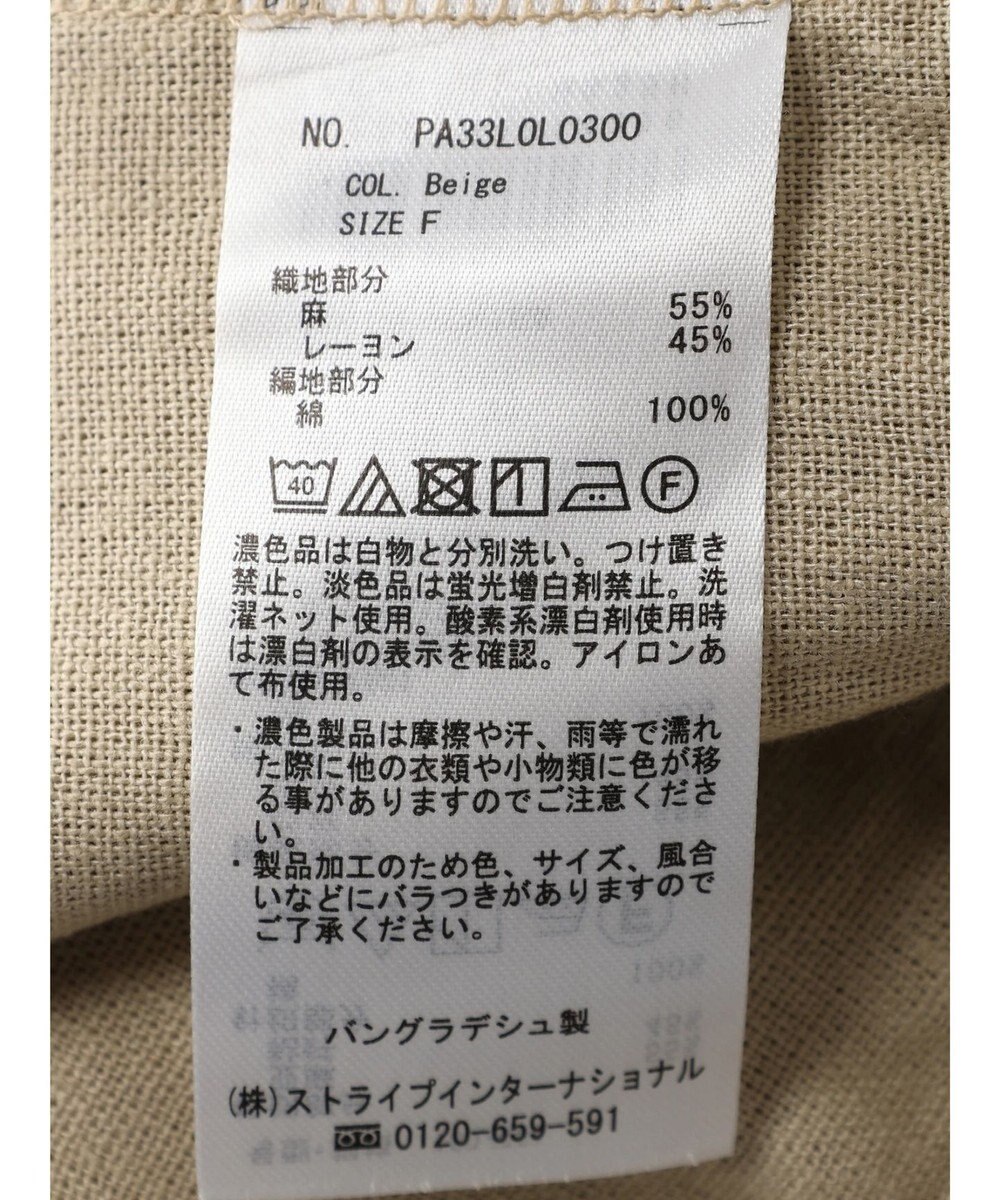 NO. PA33L0L0300
COL. Beige
SIZE F
織地部分
麻 55%
レーヨン 45%
編地部分
綿 100%
40 F
濃色品は白物と分別洗い。つけ置き
禁止。淡色品は蛍光増白剤禁止。洗
濯ネット使用。酸素系漂白剤使用時
は漂白剤の表示を確認。アイロンあ
て布使用。
・濃色製品は摩擦や汗、雨等で濡れ
た際に他の衣類や小物類に色が移
る事がありますのでご注意くださ
い。
・製品加工のため色、サイズ、風合
いなどにバラつきがありますので
ご了承ください。
バングラデシュ製
(株)ストライプインターナショナル
0120-659-591